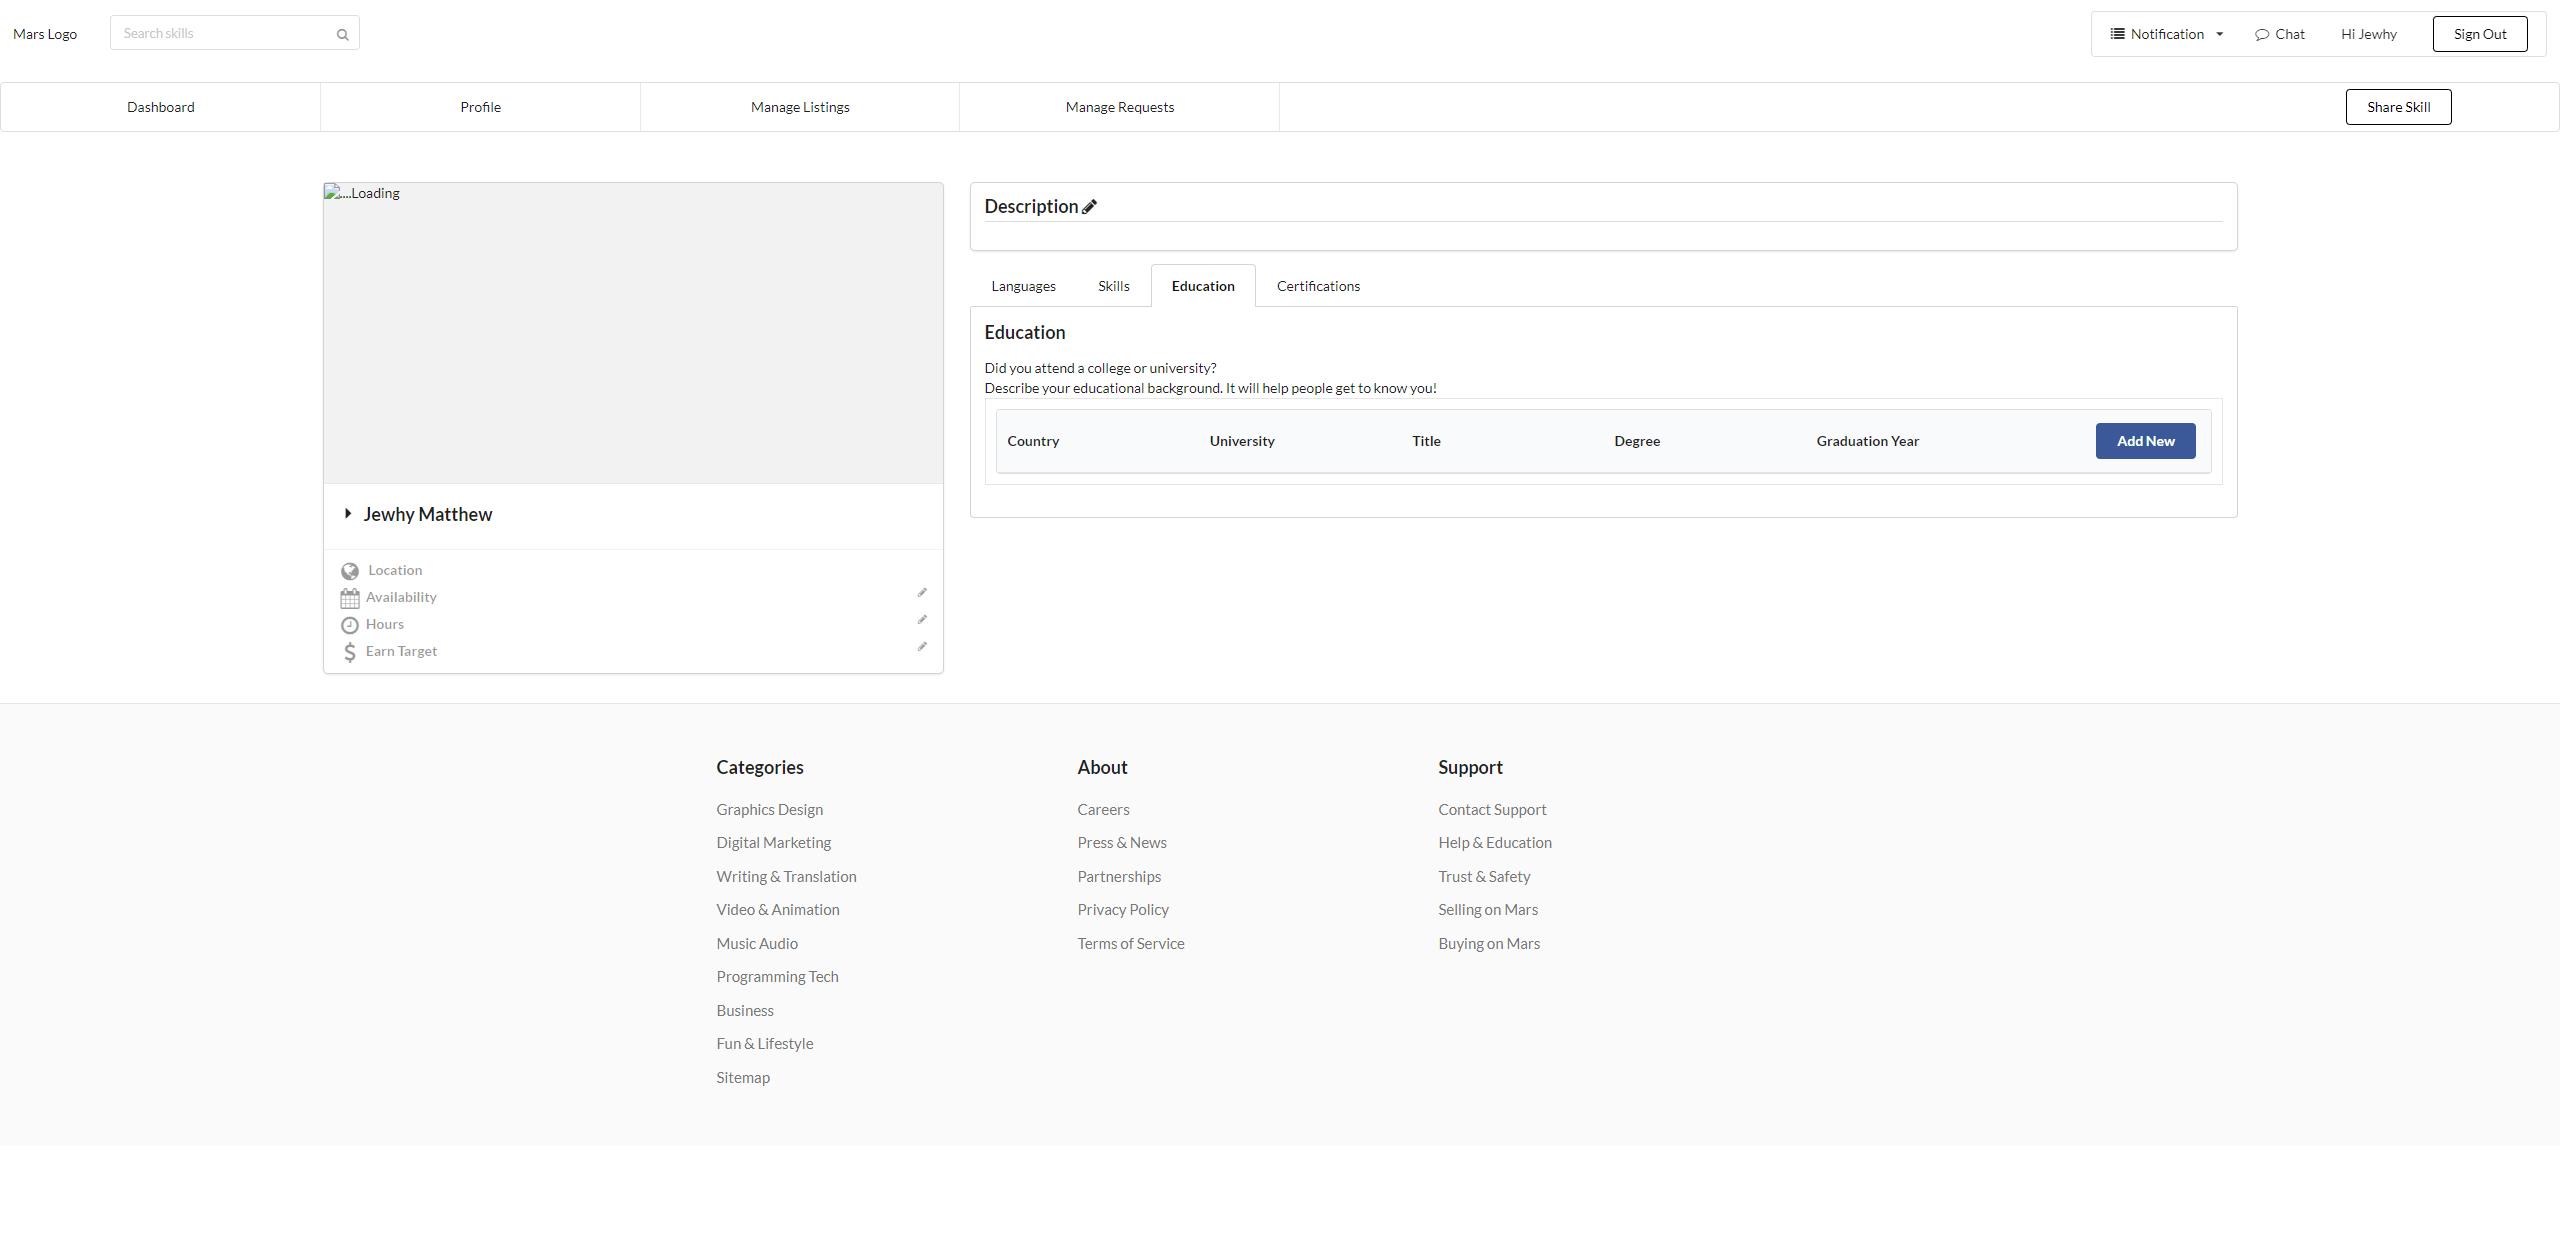 Mars Logo
Search skills
Notification
Chat
Hi Jewhy
Sign Out
Dashboard
Profile
Manage Listings
Manage Requests
Share Skill
....Loading
Jewhy Matthew
Location
Availability
Hours
Earn Target
Description
Languages
Skills
Education
Certifications
Education
Did you attend a college or university?
Describe your educational background. It will help people get to know you!
Country
University
Title
Degree
Graduation Year
Add New
Categories
Graphics Design
Digital Marketing
Writing & Translation
Video & Animation
Music Audio
Programming Tech
Business
Fun & Lifestyle
Sitemap
About
Careers
Press & News
Partnerships
Privacy Policy
Terms of Service
Support
Contact Support
Help & Education
Trust & Safety
Selling on Mars
Buying on Mars